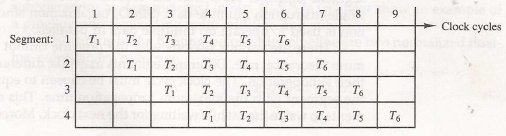 1 2 3 4 5 6 7 8 9
Clock cycles
Segment: 1 T1 T2 T3 T4 T5 T6
2 T1 T2 T3 T4 T5 T6
3 T1 T2 T3 T4 T5 T6
4 T1 T2 T3 T4 T5 T6